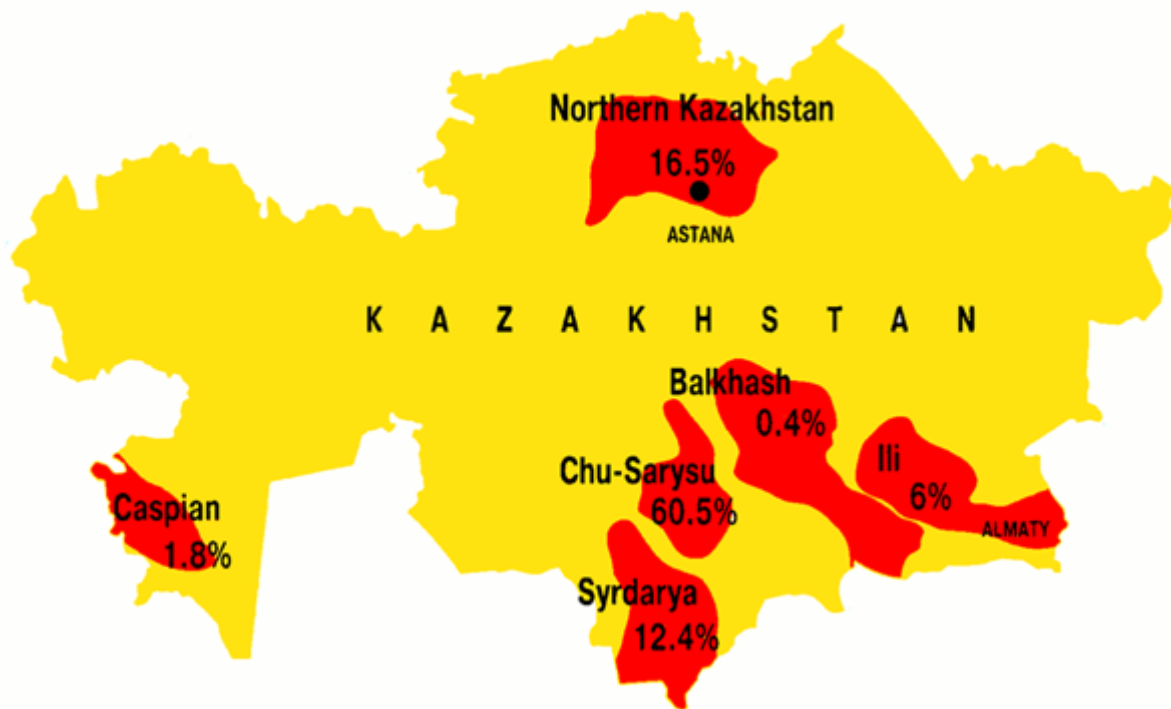 Northern Kazakhstan
16.5%
ASTANA
K A Z A K H S T A N
Balkhash
0.4%
Ili
6%
Chu-Sarysu
60.5%
Caspian
1.8%
ALMATY
Syrdarya
12.4%